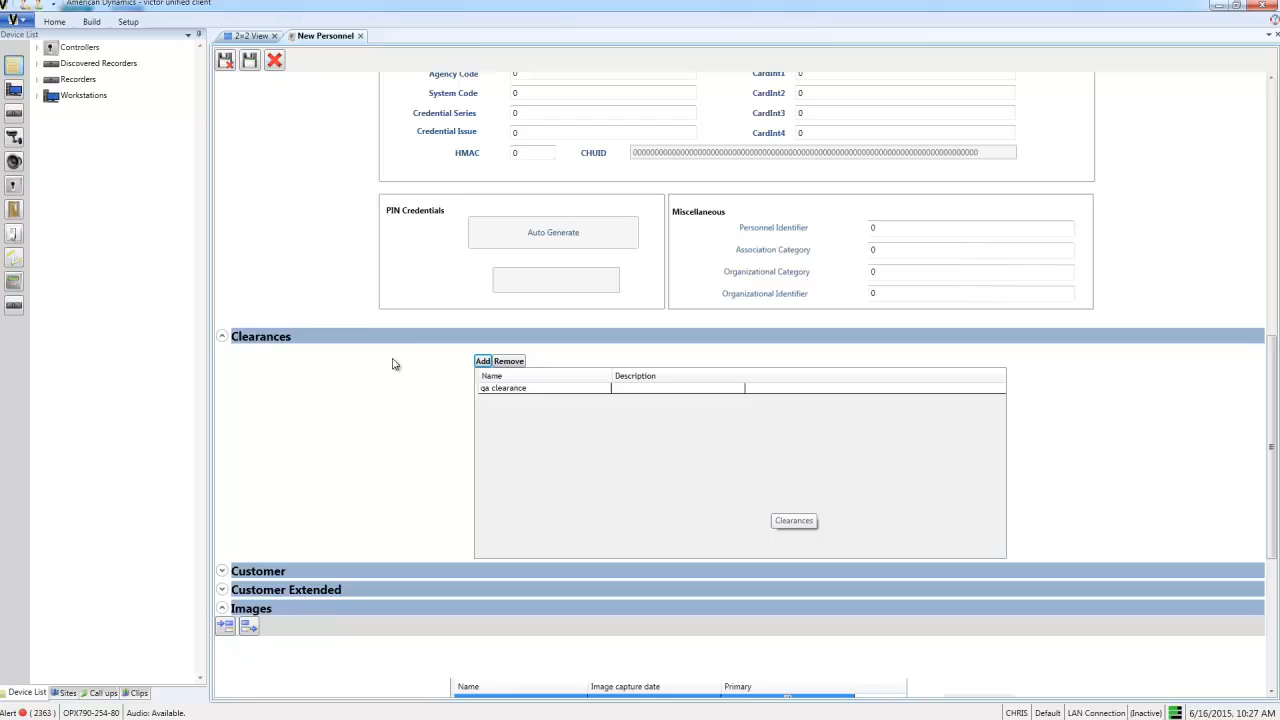 American Dynamics - victor unified client
Home Build Setup
Device List
Controllers
Discovered Recorders
Recorders
Workstations
2×2 View
New Personnel
Agency Code 0 CardInt1 0
System Code 0 CardInt2 0
Credential Series 0 CardInt3 0
Credential Issue 0 CardInt4 0
HMAC 0 CHUID
PIN Credentials
Auto Generate
Miscellaneous
Personnel Identifier 0
Association Category 0
Organizational Category 0
Organizational Identifier 0
Clearances
Add Remove
Name Description
qa clearance
Clearances
Customer
Customer Extended
Images
Name Image capture date Primary
Device List Sites Call ups Clips
Alert (2363) OPX790-254-80 Audio: Available. CHRIS Default LAN Connection (Inactive) 6/16/2015, 10:27 AM